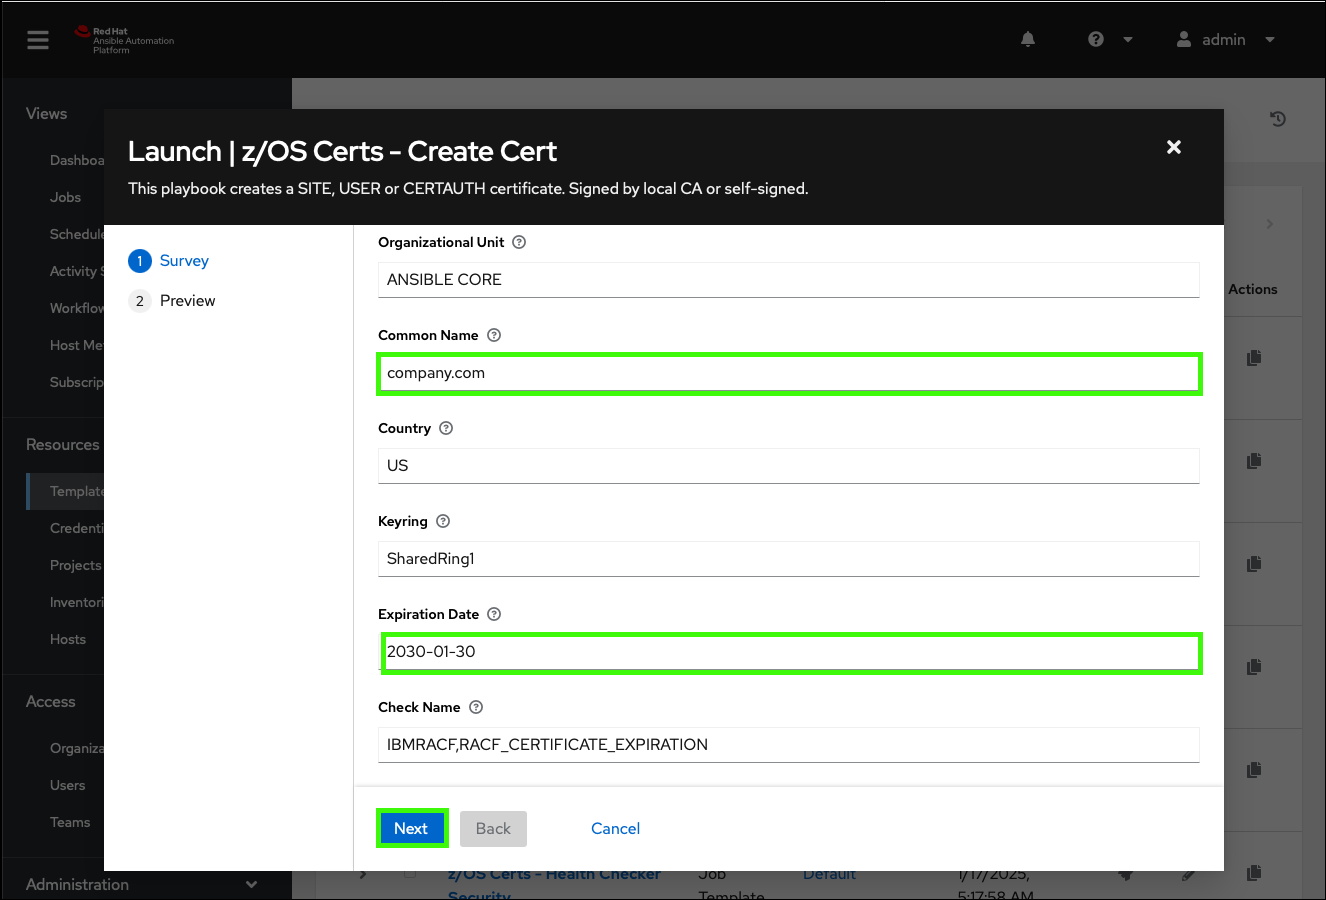 Red Hat
Ansible Automation
Platform
admin
Views
Dashboa
Jobs
Schedule
Activity S
Workflow
Host Met
Subscrip
Resources
Template
Credenti
Projects
Inventori
Hosts
Access
Organiza
Users
Teams
Administration
Launch | z/OS Certs - Create Cert
This playbook creates a SITE, USER or CERTAUTH certificate. Signed by local CA or self-signed.
1 Survey
2 Preview
Organizational Unit
ANSIBLE CORE
Common Name
company.com
Country
US
Keyring
SharedRing1
Expiration Date
2030-01-30
Check Name
IBMRACF,RACF_CERTIFICATE_EXPIRATION
Next Back Cancel
Actions
z/OS Certs - Health Checker Job Default 1/17/2025,
Security Template 5:17:58 AM